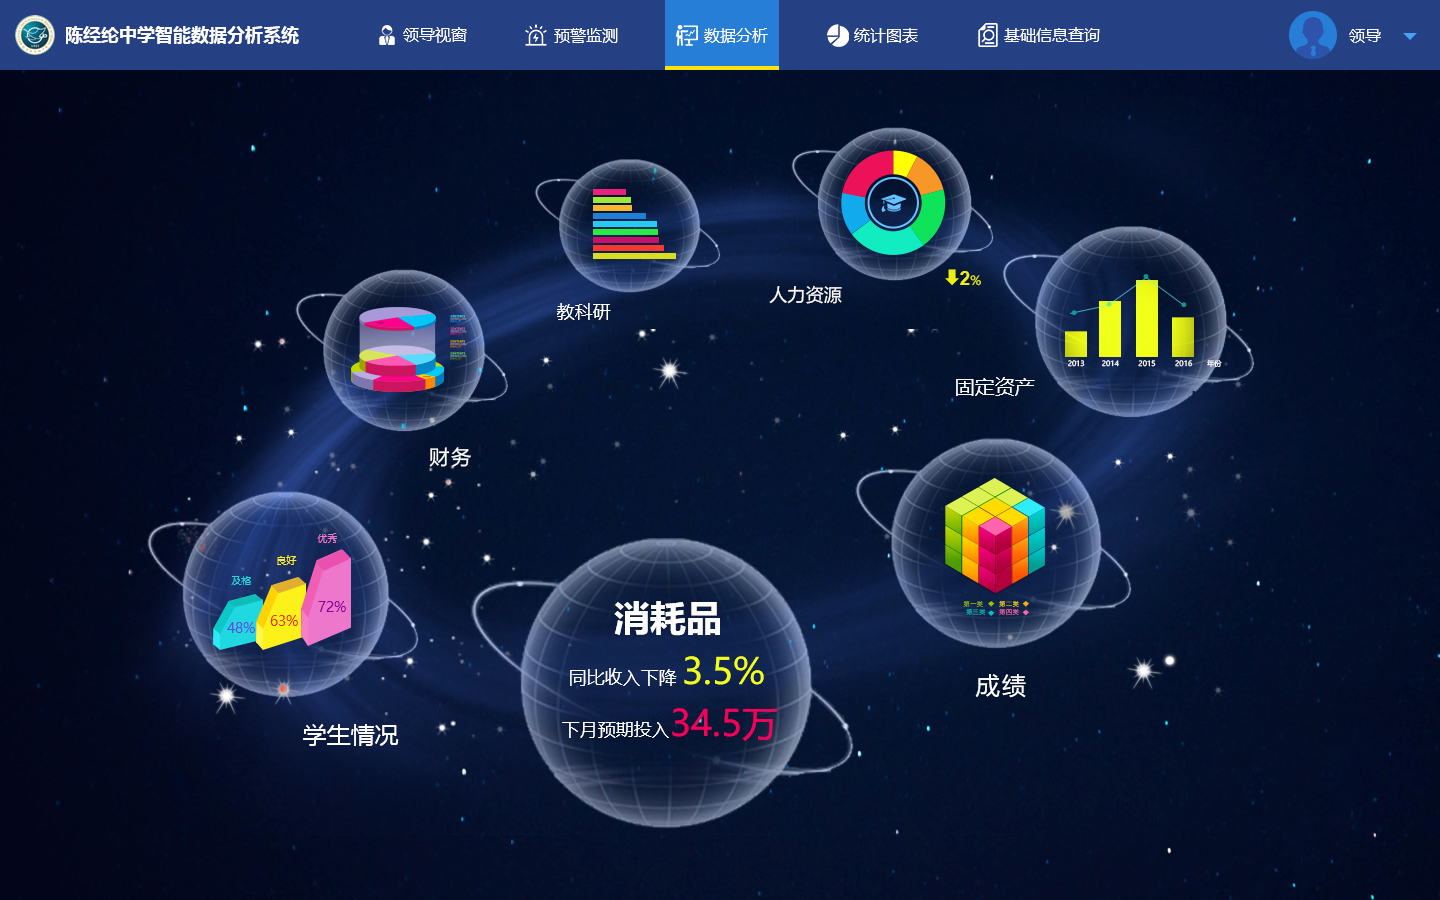 陈经纶中学智能数据分析系统
领导视窗
预警监测
数据分析
统计图表
基础信息查询
领导
教科研
人力资源
2%
固定资产
2013 2014 2015 2016 年份
财务
优秀
良好
及格
72%
63%
48%
学生情况
消耗品
同比收入下降 3.5%
下月预期投入34.5万
第一类 第二类
第三类 第四类
成绩